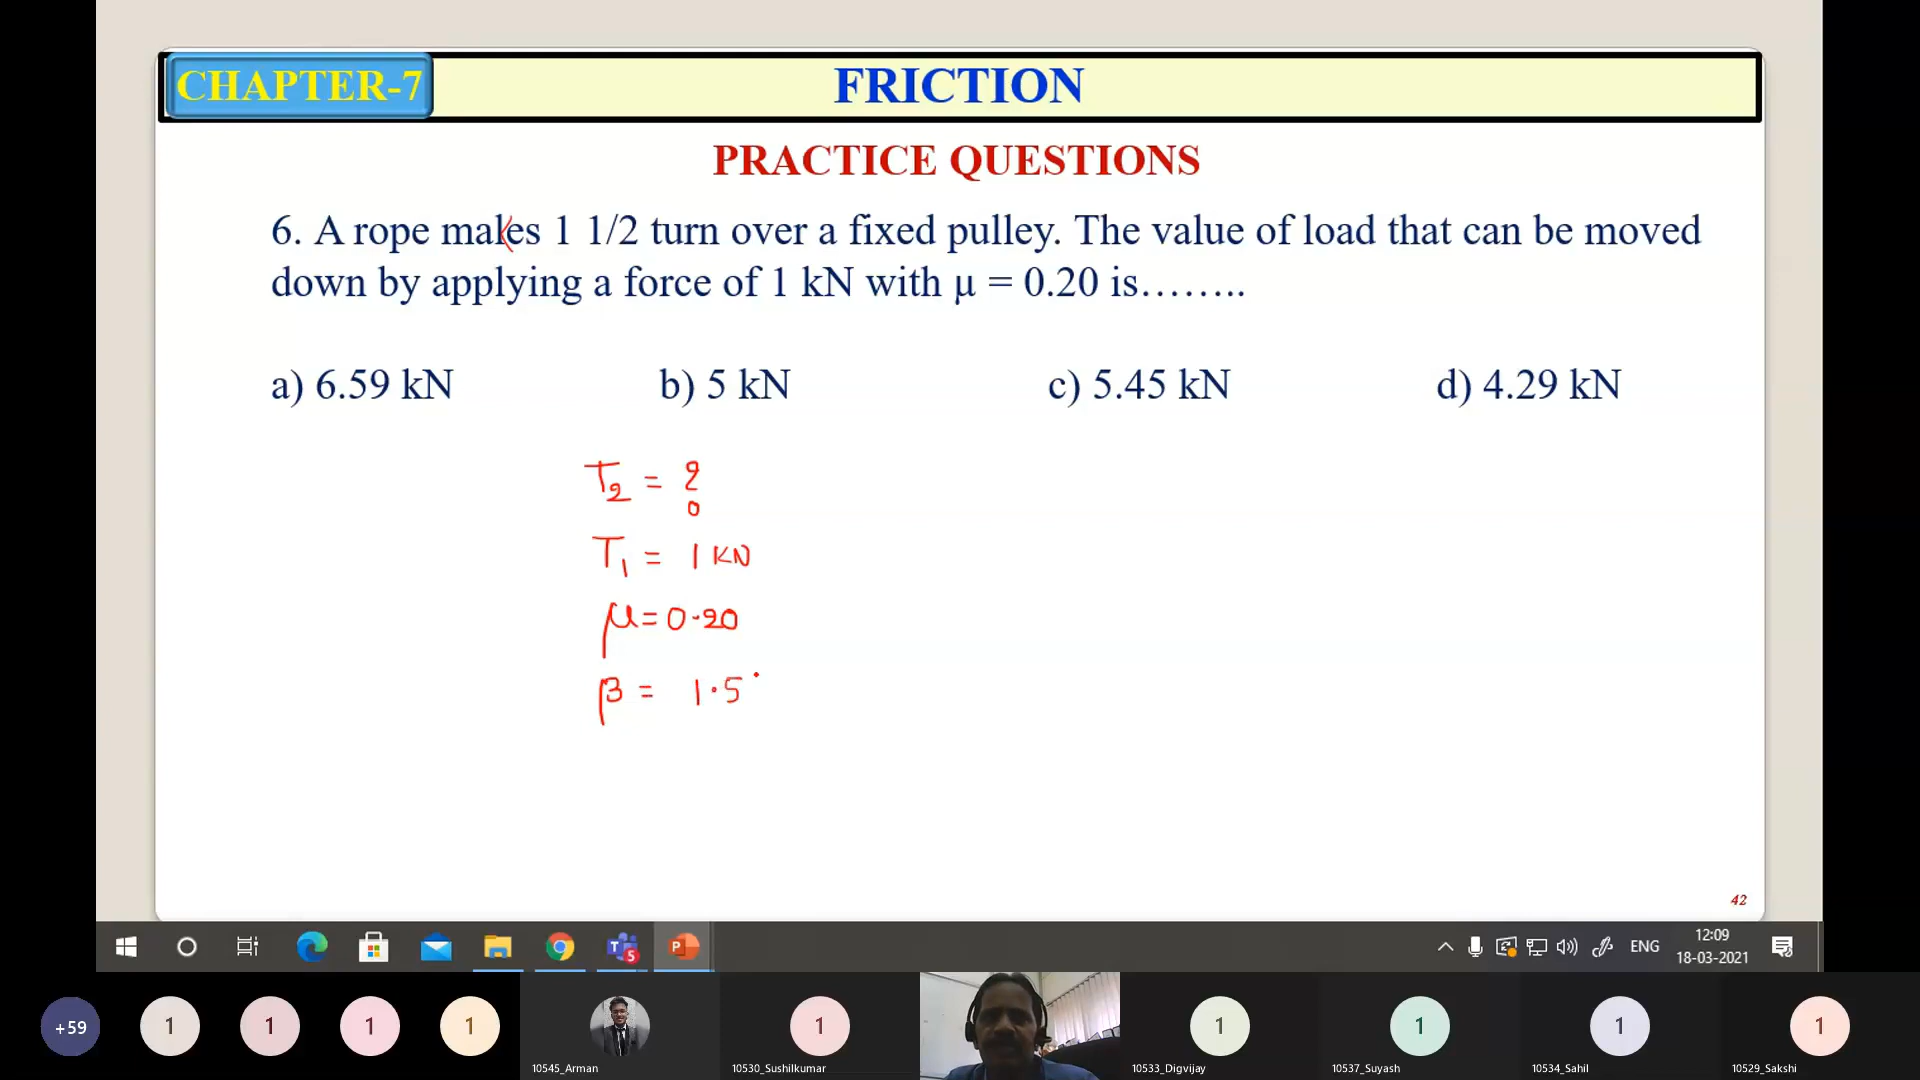 CHAPTER-7
FRICTION
PRACTICE QUESTIONS
6. A rope makes 1 1/2 turn over a fixed pulley. The value of load that can be moved
down by applying a force of 1 kN with µ = 0.20 is……..
a) 6.59 kN b) 5 kN c) 5.45 kN d) 4.29 kN
T2 = ?
T1 = 1 KN
µ = 0.20
β = 1.5
42
5
P
ENG
12:09
18-03-2021
+59 1 1 1 1 1 1 1 1 1
10545_Arman 10530_Sushilkumar 10533_Digvijay 10537_Suyash 10534_Sahil 10529_Sakshi